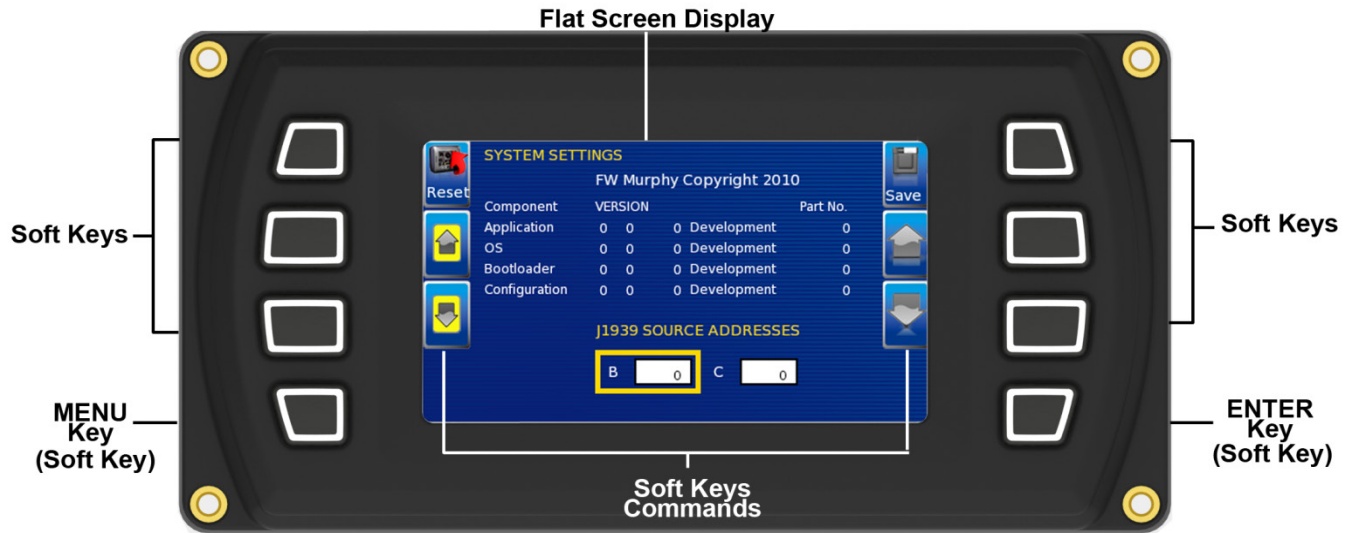 Flat Screen Display
SYSTEM SETTINGS
FW Murphy Copyright 2010
Reset
Save
Component VERSION Part No.
Application 0 0 0 Development 0
OS 0 0 0 Development 0
Bootloader 0 0 0 Development 0
Configuration 0 0 0 Development 0
J1939 SOURCE ADDRESSES
B 0 C 0
Soft Keys
Soft Keys
MENU
Key
(Soft Key)
ENTER
Key
(Soft Key)
Soft Keys
Commands